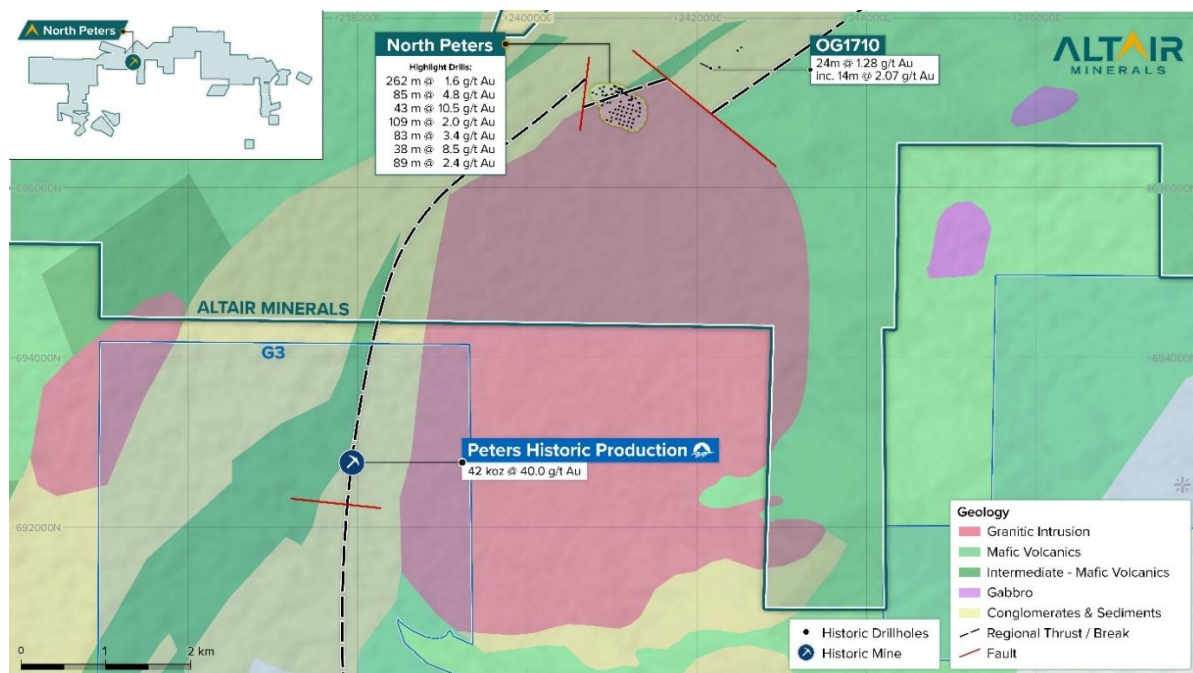 North Peters
236000E
240000E
242000E
244000E
246000E
North Peters
Highlight Drills:
262 m @ 1.6 g/t Au
85 m @ 4.8 g/t Au
43 m @ 10.5 g/t Au
109 m @ 2.0 g/t Au
83 m @ 3.4 g/t Au
38 m @ 8.5 g/t Au
89 m @ 2.4 g/t Au
OG1710
24m @ 1.28 g/t Au
inc. 14m @ 2.07 g/t Au
ALTAIR
MINERALS
696000N
696000N
ALTAIR MINERALS
G3
694000N
694000N
Peters Historic Production
42 koz @ 40.0 g/t Au
692000N
Geology
Granitic Intrusion
Mafic Volcanics
Intermediate - Mafic Volcanics
Gabbro
Conglomerates & Sediments
Regional Thrust / Break
Fault
Historic Drillholes
Historic Mine
0 2 km